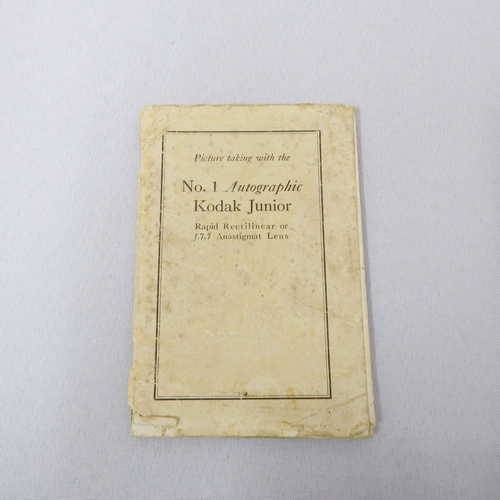 Picture taking with the
No. 1 Autographic
Kodak Junior
Rapid Rectilinear or
f.7.7 Anastigmat Lens